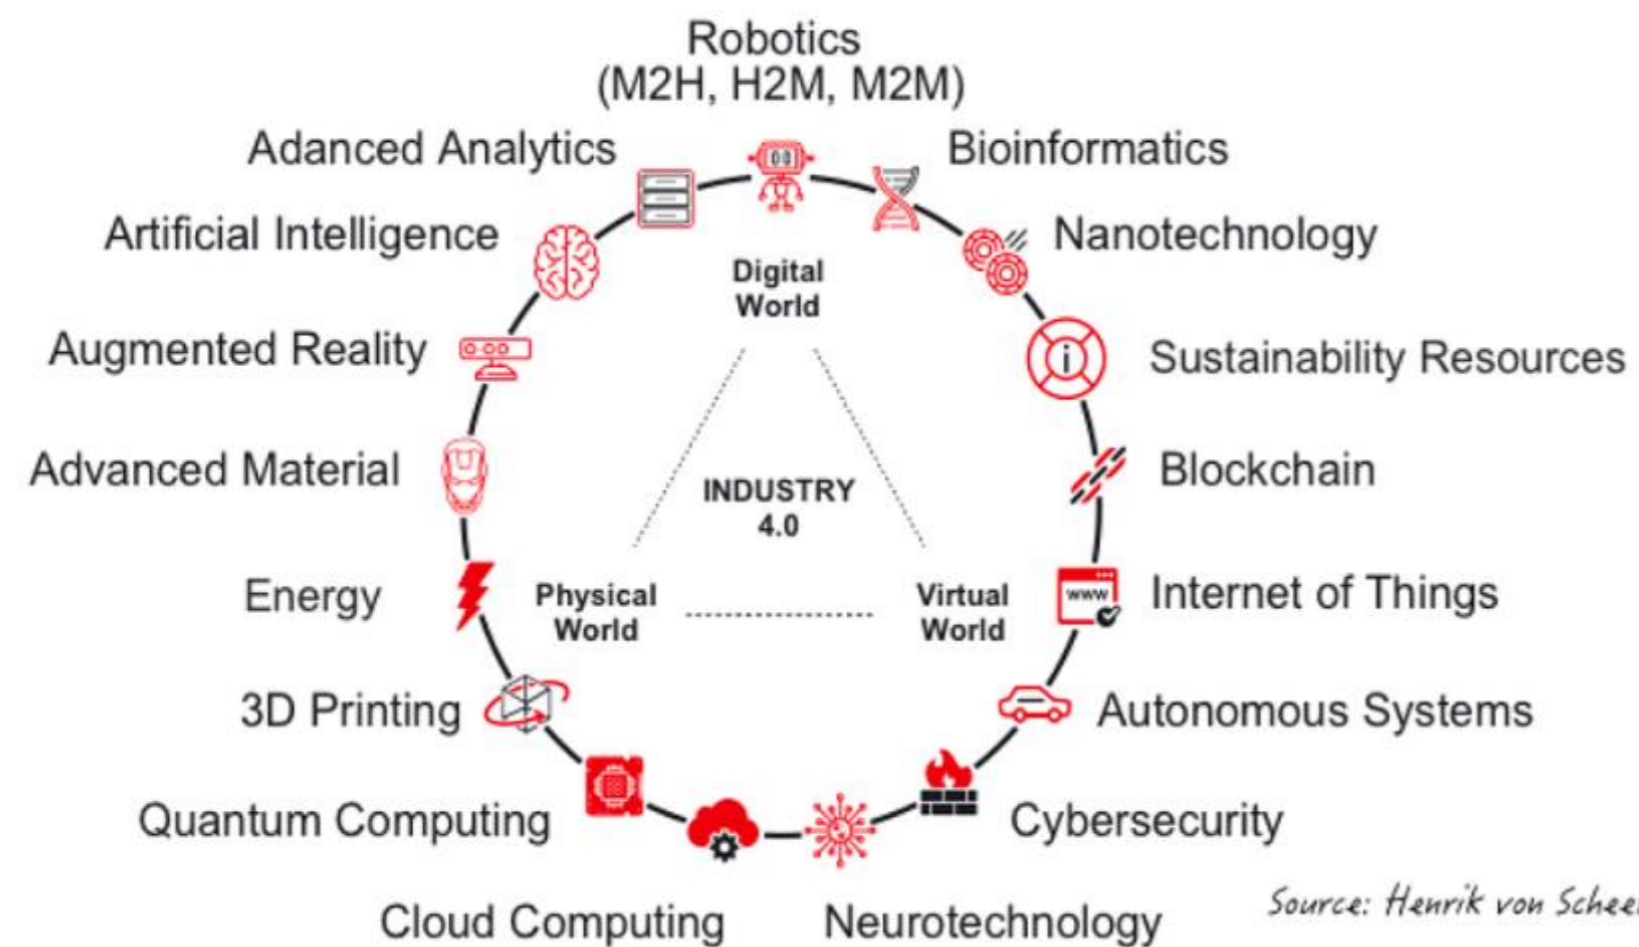 Robotics
(M2H, H2M, M2M)
Adanced Analytics
Bioinformatics
Artificial Intelligence
Nanotechnology
Digital
World
Augmented Reality
Sustainability Resources
Advanced Material
INDUSTRY
4.0
Blockchain
Energy
Physical
World
Virtual
World
www
Internet of Things
3D Printing
Autonomous Systems
Quantum Computing
Cybersecurity
Cloud Computing
Neurotechnology
Source: Henrik von Scheel